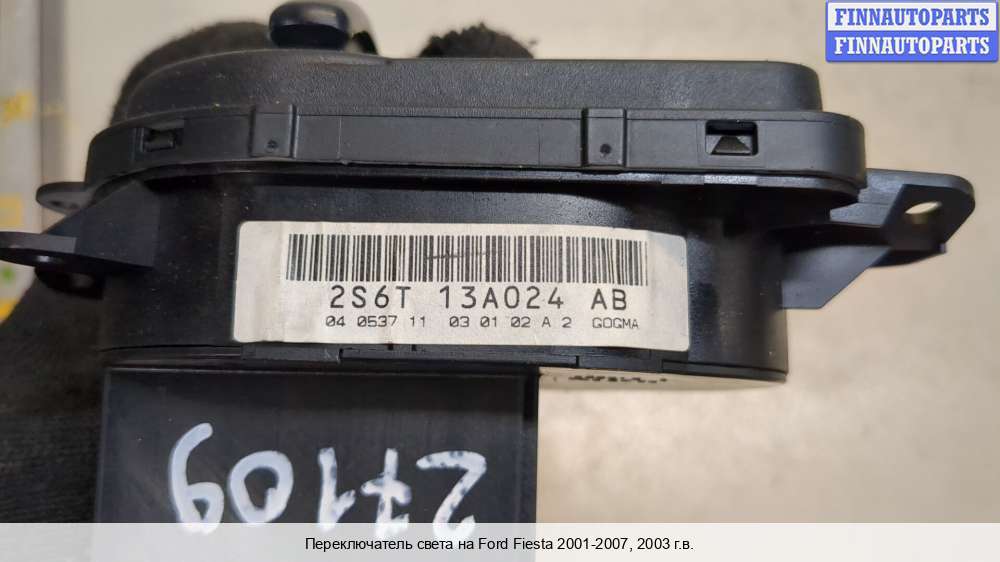 FINNAUTOPARTS
FINNAUTOPARTS
2S6T 13A024 AB
04 0537 11 03 01 02 A 2 GOGMA
27109
Переключатель света на Ford Fiesta 2001-2007, 2003 г.в.